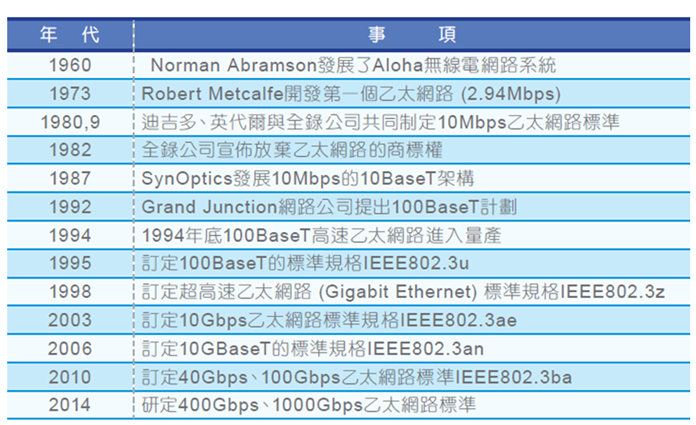 年 代 事 項
1960 Norman Abramson發展了Aloha無線電網路系統
1973 Robert Metcalfe開發第一個乙太網路 (2.94Mbps)
1980,9 迪吉多、英代爾與全錄公司共同制定10Mbps乙太網路標準
1982 全錄公司宣佈放棄乙太網路的商標權
1987 SynOptics發展10Mbps的10BaseT架構
1992 Grand Junction網路公司提出100BaseT計劃
1994 1994年底100BaseT高速乙太網路進入量產
1995 訂定100BaseT的標準規格IEEE802.3u
1998 訂定超高速乙太網路 (Gigabit Ethernet) 標準規格IEEE802.3z
2003 訂定10Gbps乙太網路標準規格IEEE802.3ae
2006 訂定10GBaseT的標準規格IEEE802.3an
2010 訂定40Gbps、100Gbps乙太網路標準IEEE802.3ba
2014 研定400Gbps、1000Gbps乙太網路標準